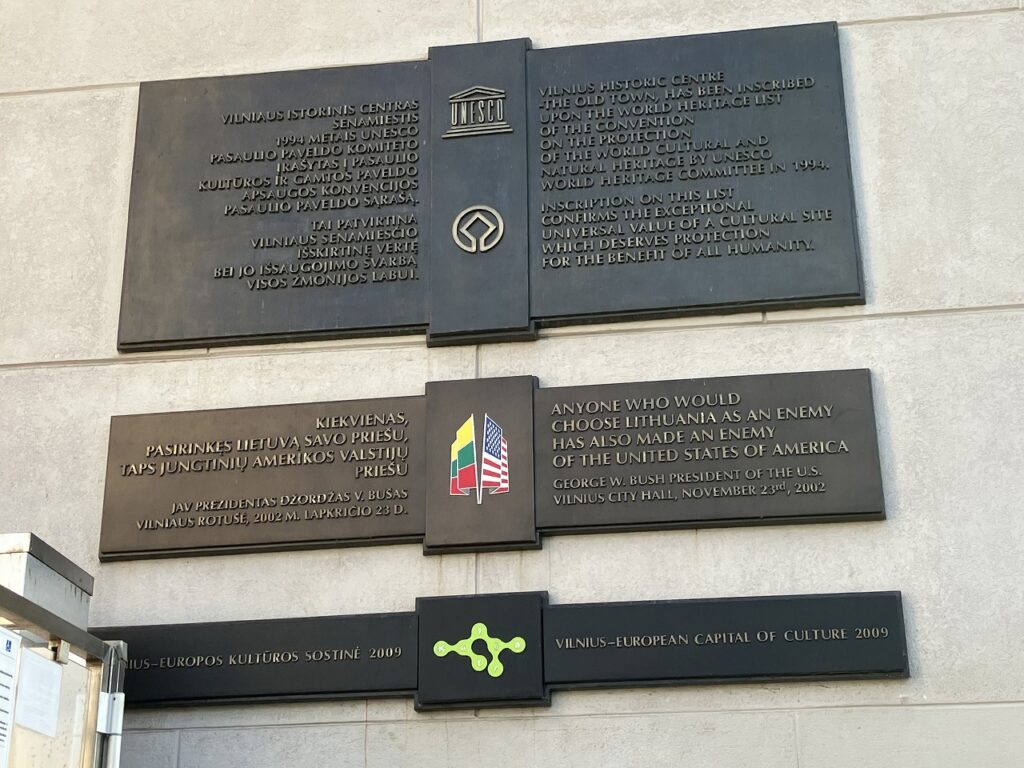 VILNIAUS ISTORINIS CENTRAS
SENAMIESTIS
1994 METAIS UNESCO
PASAULIO PAVELDO KOMITETO
ĮRAŠYTAS Į PASAULIO
KULTŪROS IR GAMTOS PAVELDO
APSAUGOS KONVENCIJOS
PASAULIO PAVELDO SĄRAŠĄ.
TAI PATVIRTINA
VILNIAUS SENAMIESČIO
IŠSKIRTINĘ VERTĘ
BEI JO IŠSAUGOJIMO SVARBĄ
VISOS ŽMONIJOS LABUI.
UNESCO
VILNIUS HISTORIC CENTRE
-THE OLD TOWN, HAS BEEN INSCRIBED
UPON THE WORLD HERITAGE LIST
OF THE CONVENTION
ON THE PROTECTION
OF THE WORLD CULTURAL AND
NATURAL HERITAGE BY UNESCO
WORLD HERITAGE COMMITTEE IN 1994.
INSCRIPTION ON THIS LIST
CONFIRMS THE EXCEPTIONAL
UNIVERSAL VALUE OF A CULTURAL SITE
WHICH DESERVES PROTECTION
FOR THE BENEFIT OF ALL HUMANITY.
KIEKVIENAS,
PASIRINKĘS LIETUVĄ SAVO PRIEŠU,
TAPS JUNGTINIŲ AMERIKOS VALSTIJŲ
PRIEŠU
JAV PREZIDENTAS DŽORDŽAS V. BUŠAS
VILNIAUS ROTUŠĖ, 2002 M. LAPKRIČIO 23 D.
ANYONE WHO WOULD
CHOOSE LITHUANIA AS AN ENEMY
HAS ALSO MADE AN ENEMY
OF THE UNITED STATES OF AMERICA
GEORGE W. BUSH PRESIDENT OF THE U.S.
VILNIUS CITY HALL, NOVEMBER 23rd, 2002
NIUS-EUROPOS KULTŪROS SOSTINĖ 2009
VILNIUS-EUROPEAN CAPITAL OF CULTURE 2009